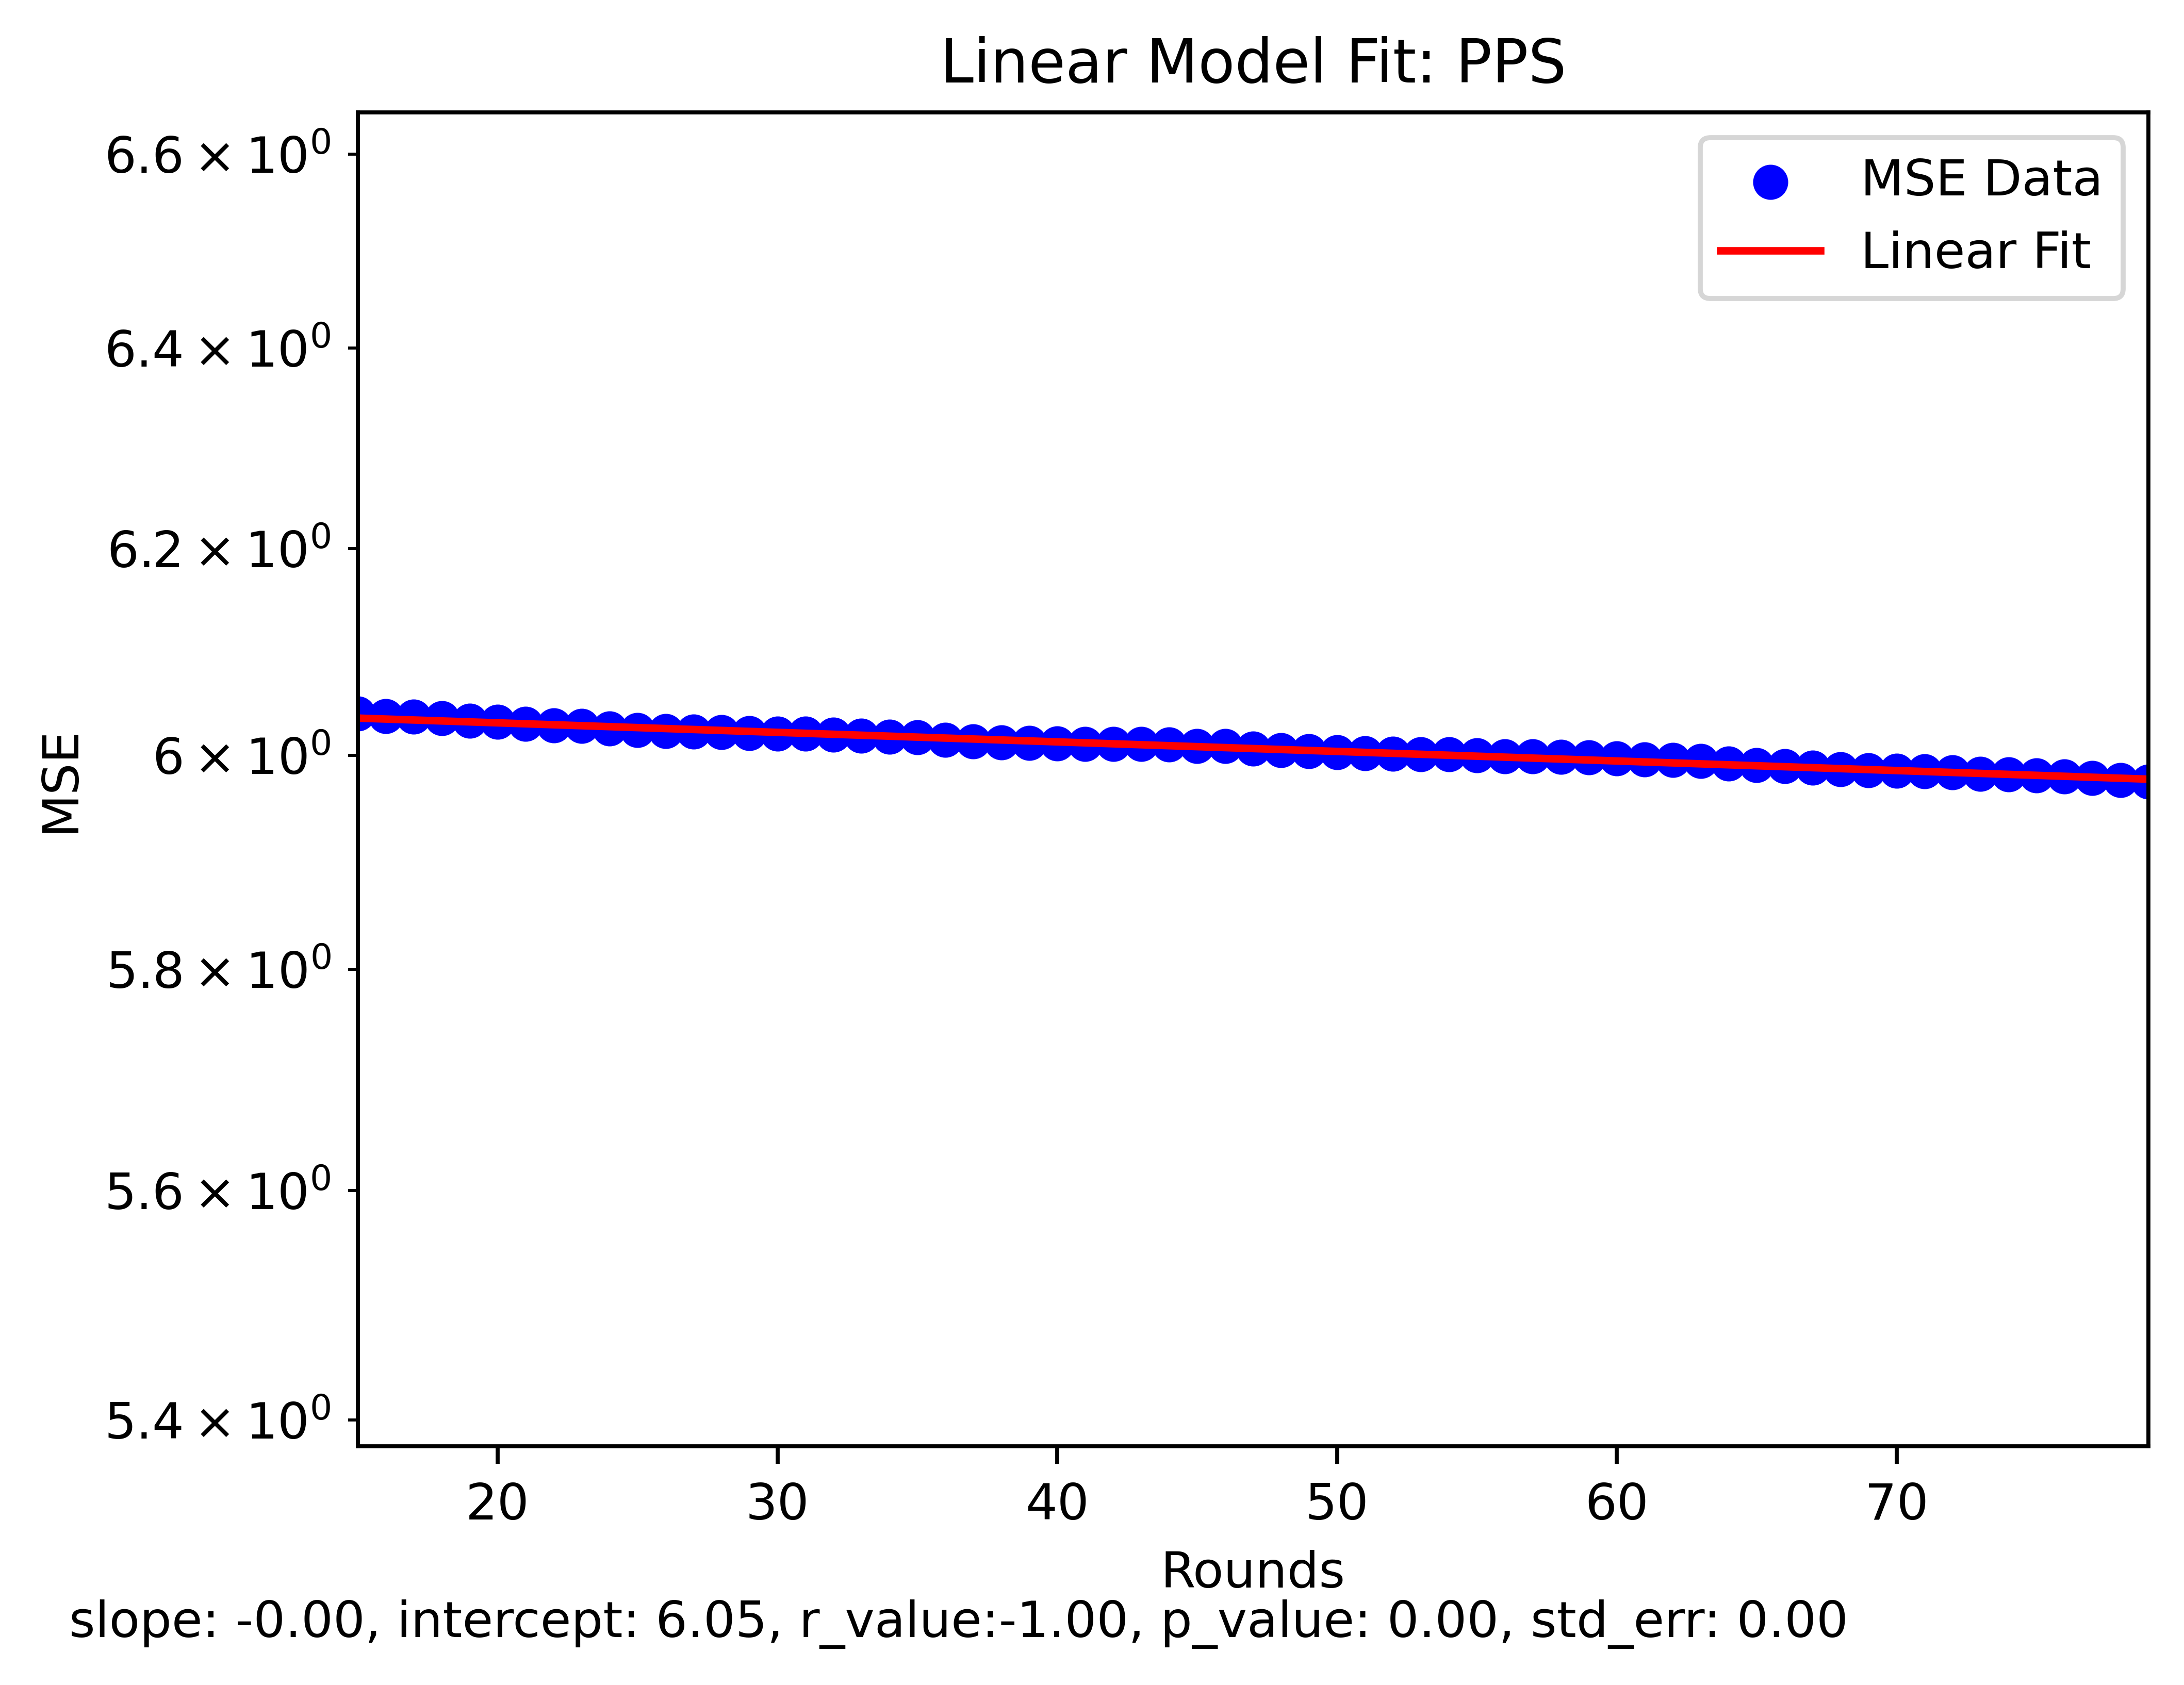 Linear Model Fit: PPS
MSE Data
Linear Fit
6.6 × 10⁰
6.4 × 10⁰
6.2 × 10⁰
6 × 10⁰
5.8 × 10⁰
5.6 × 10⁰
5.4 × 10⁰
MSE
20 30 40 50 60 70
Rounds
slope: -0.00, intercept: 6.05, r_value:-1.00, p_value: 0.00, std_err: 0.00